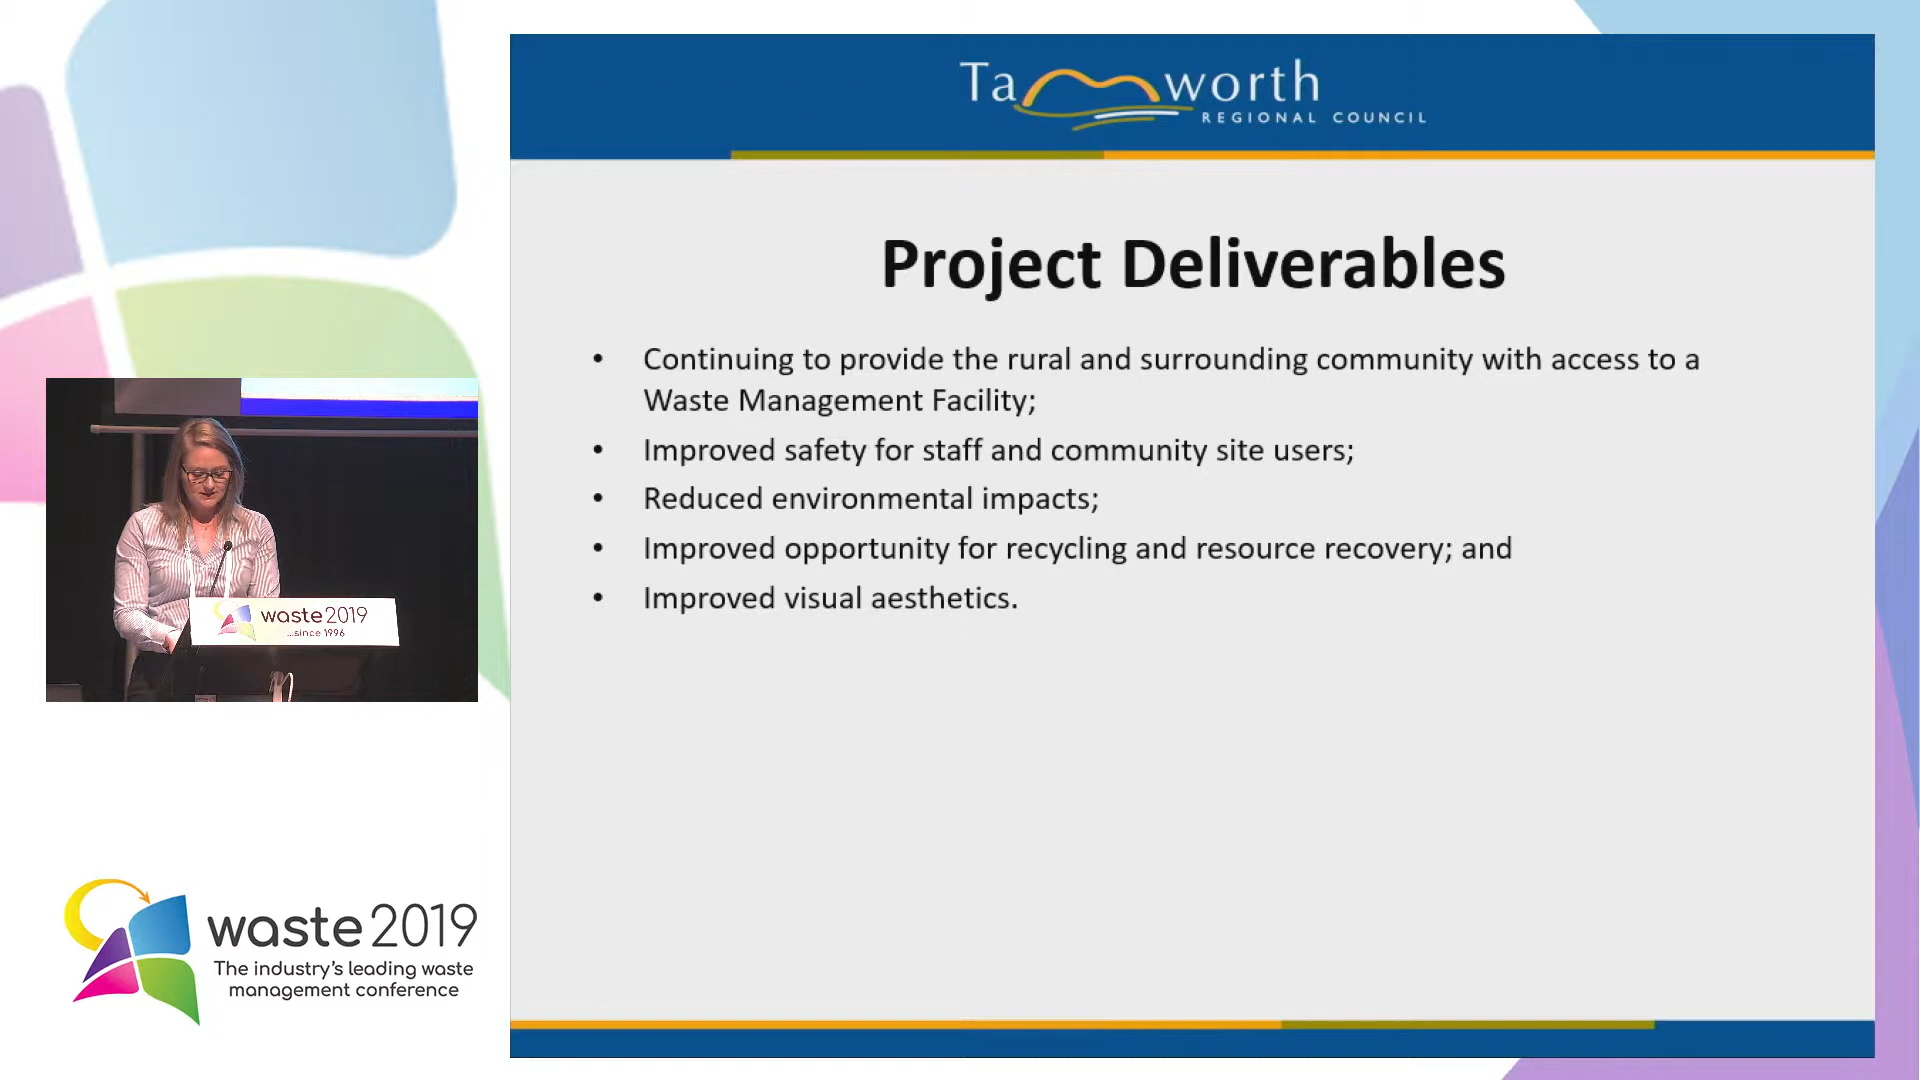 Tamworth
REGIONAL COUNCIL
Project Deliverables
• Continuing to provide the rural and surrounding community with access to a
Waste Management Facility;
• Improved safety for staff and community site users;
• Reduced environmental impacts;
• Improved opportunity for recycling and resource recovery; and
• Improved visual aesthetics.
waste 2019
...since 1996
waste 2019
The industry's leading waste
management conference